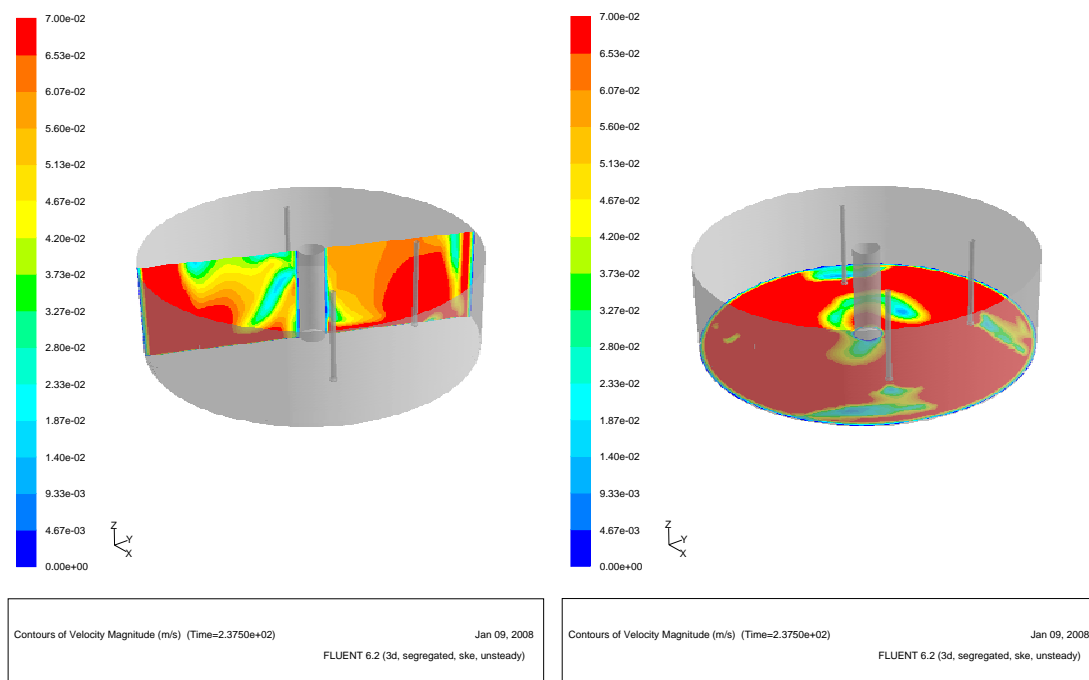 7.00e-02
6.53e-02
6.07e-02
5.60e-02
5.13e-02
4.67e-02
4.20e-02
3.73e-02
3.27e-02
2.80e-02
2.33e-02
1.87e-02
1.40e-02
9.33e-03
4.67e-03
0.00e+00
Z
Y
X
Contours of Velocity Magnitude (m/s) (Time=2.3750e+02)
Jan 09, 2008
FLUENT 6.2 (3d, segregated, ske, unsteady)
7.00e-02
6.53e-02
6.07e-02
5.60e-02
5.13e-02
4.67e-02
4.20e-02
3.73e-02
3.27e-02
2.80e-02
2.33e-02
1.87e-02
1.40e-02
9.33e-03
4.67e-03
0.00e+00
Z
Y
X
Contours of Velocity Magnitude (m/s) (Time=2.3750e+02)
Jan 09, 2008
FLUENT 6.2 (3d, segregated, ske, unsteady)